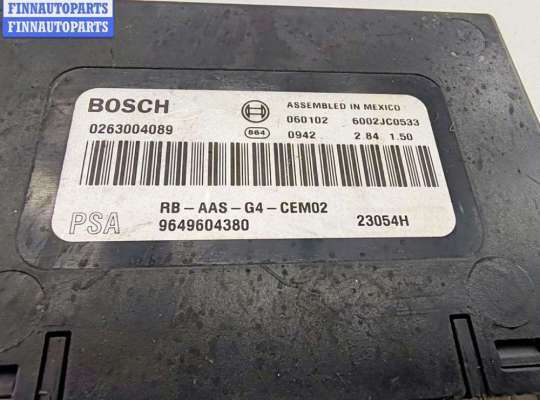 FINNAUTOPARTS
FINNAUTOPARTS
BOSCH
ASSEMBLED IN MEXICO
060102 6002JC0533
0263004089
864
0942 2 84 1.50
RB-AAS-G4-CEM02
PSA
9649604380
23054H